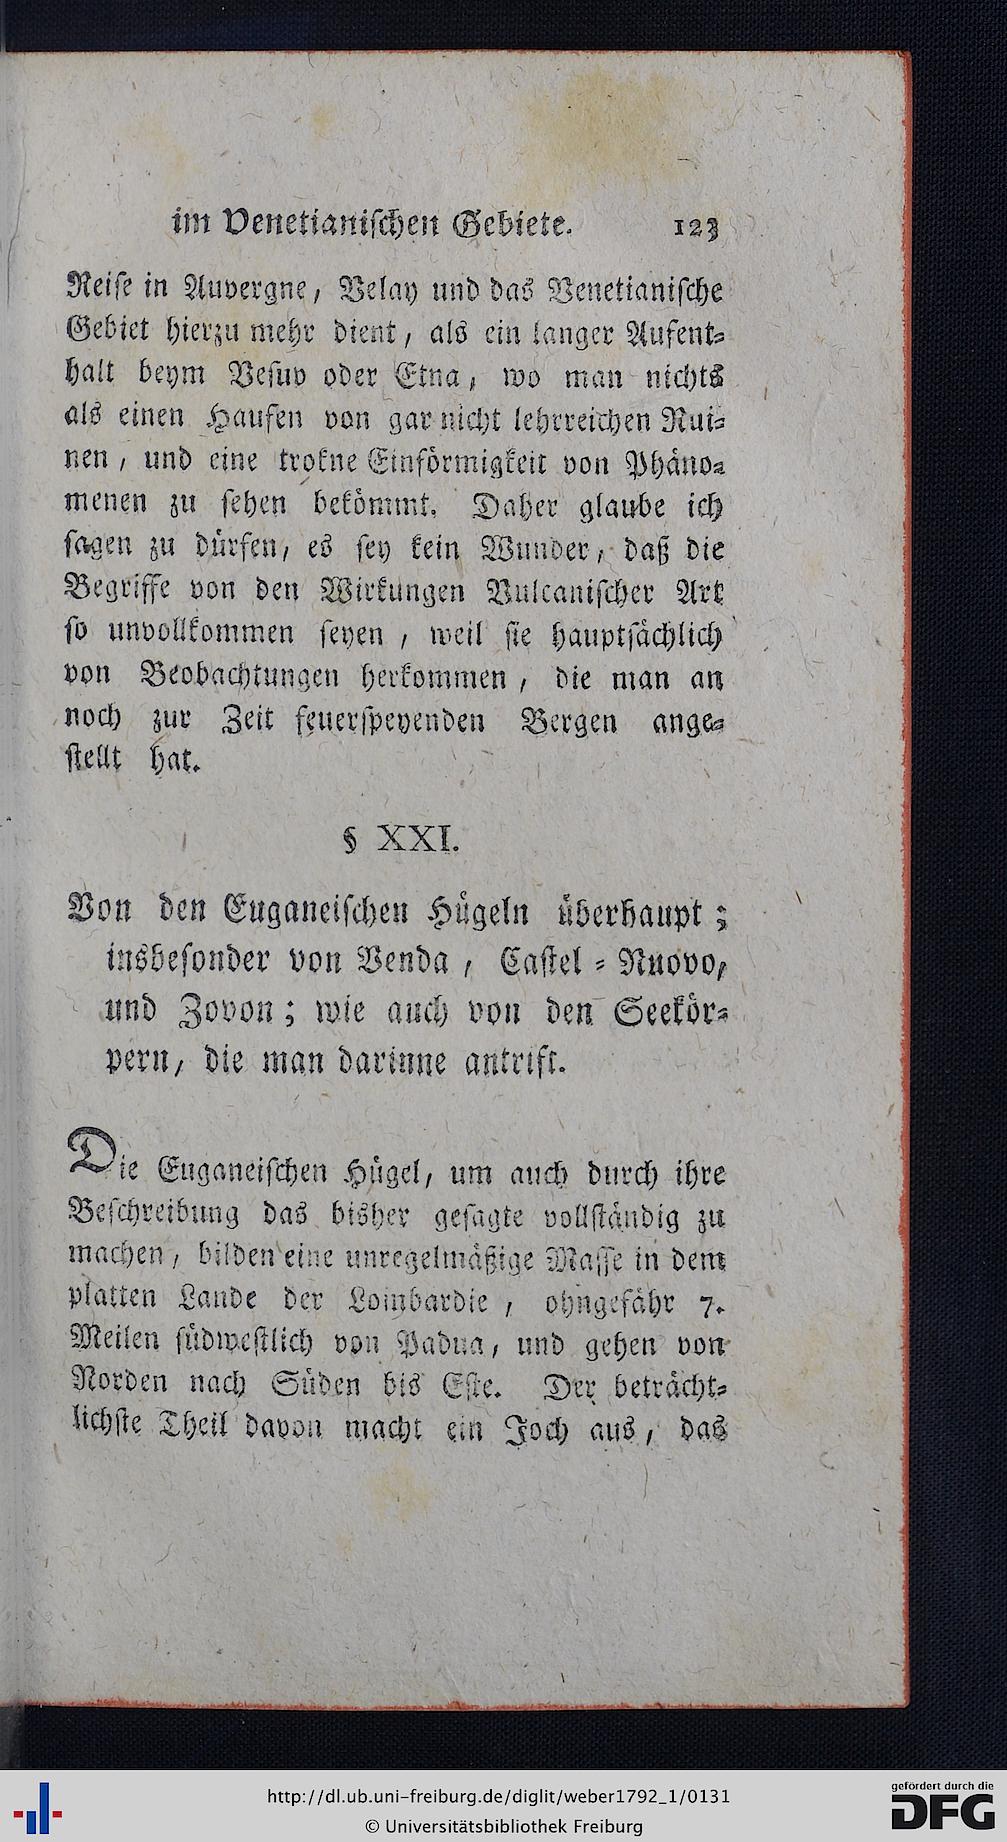 im Venetianiſchen Gebiete. 123
Reiſe in Auvergne, Velay und das Venetianiſche
Gebiet hierzu mehr dient, als ein langer Aufent⸗
halt beym Veſuv oder Etna, wo man nichts
als einen Haufen von gar nicht lehrreichen Rui⸗
nen, und eine trokne Einförmigkeit von Phäno⸗
menen zu ſehen bekömmt. Daher glaube ich
ſagen zu dürfen, es ſey kein Wunder, daß die
Begriffe von den Wirkungen Vulcaniſcher Art
ſo unvollkommen ſeyen, weil ſie hauptſächlich
von Beobachtungen herkommen, die man an
noch zur Zeit feuerſpeyenden Bergen ange⸗
ſtellt hat.
§ XXI.
Von den Euganeiſchen Hügeln überhaupt;
insbeſonder von Venda, Caſtel⸗Nuovo,
und Zovon; wie auch von den Seekör⸗
pern, die man darinne antrift.
Die Euganeiſchen Hügel, um auch durch ihre
Beſchreibung das bisher geſagte vollſtändig zu
machen, bilden eine unregelmäßige Maſſe in dem
platten Lande der Lombardie, ohngefähr 7.
Meilen ſüdweſtlich von Padua, und gehen von
Norden nach Süden bis Eſte. Der beträcht⸗
lichſte Theil davon macht ein Joch aus, das
http://dl.ub.uni-freiburg.de/diglit/weber1792_1/0131
© Universitätsbibliothek Freiburg
gefördert durch die
DFG